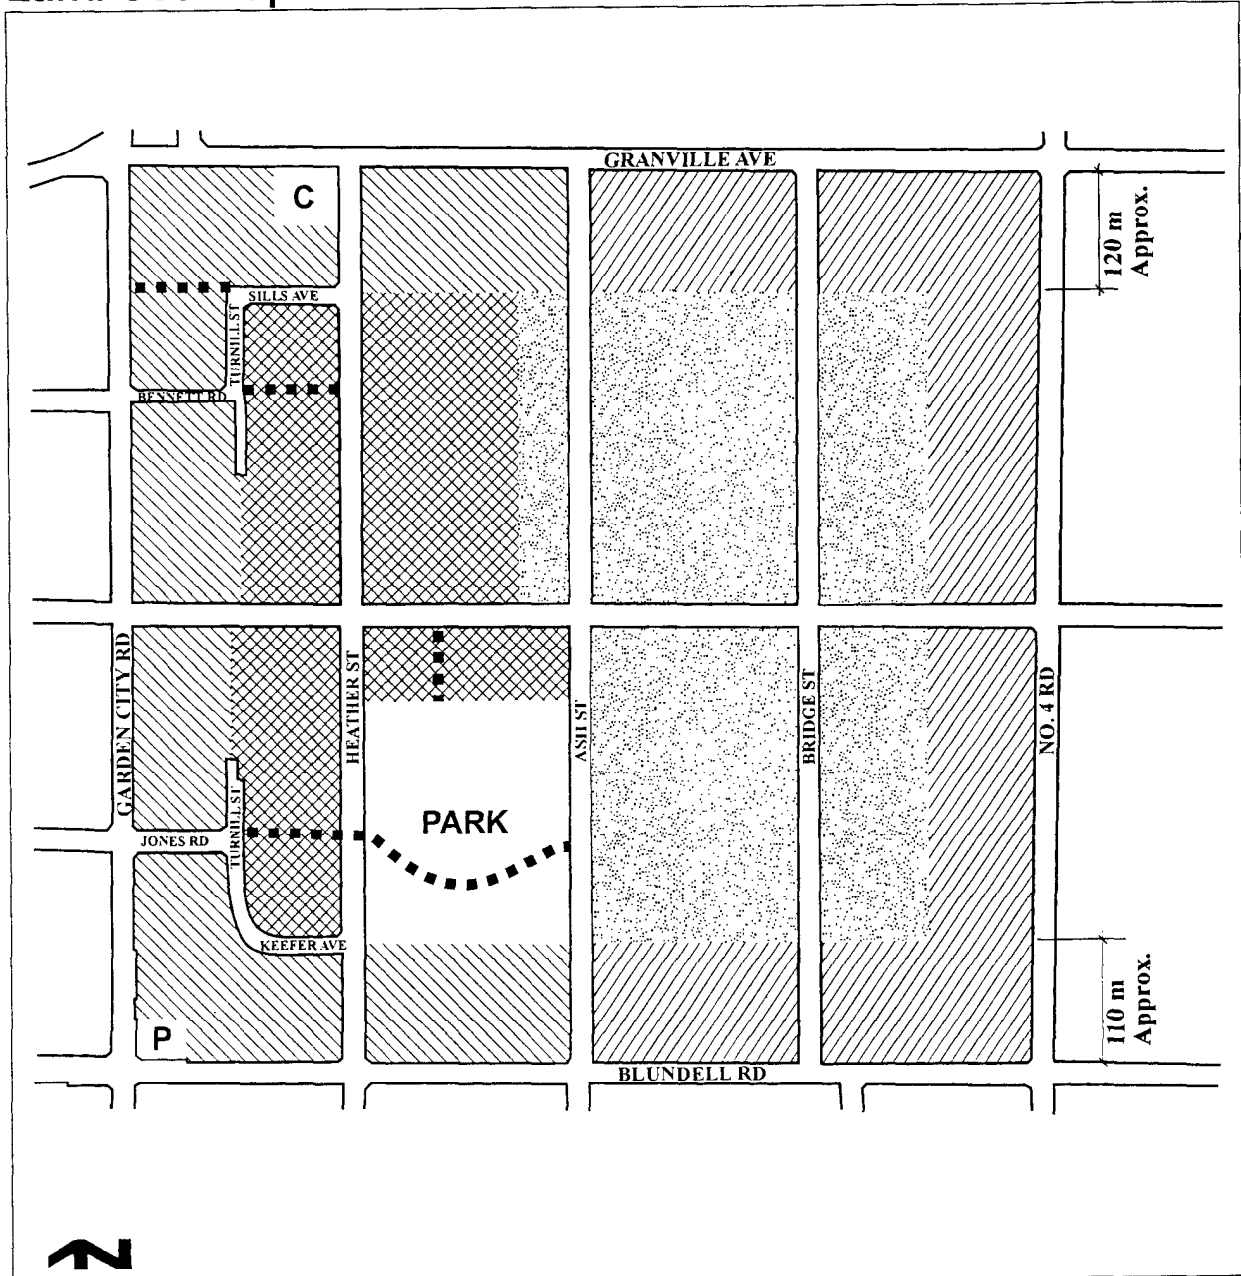 GRANVILLE AVE
C
120 m
Approx.
SILLS AVE
TURNILL ST
BENNETT RD
GARDEN CITY RD
HEATHER ST
ASH ST
BRIDGE ST
NO. 4 RD
PARK
TURNILL ST
JONES RD
KEEFER AVE
110 m
Approx.
P
BLUNDELL RD
N